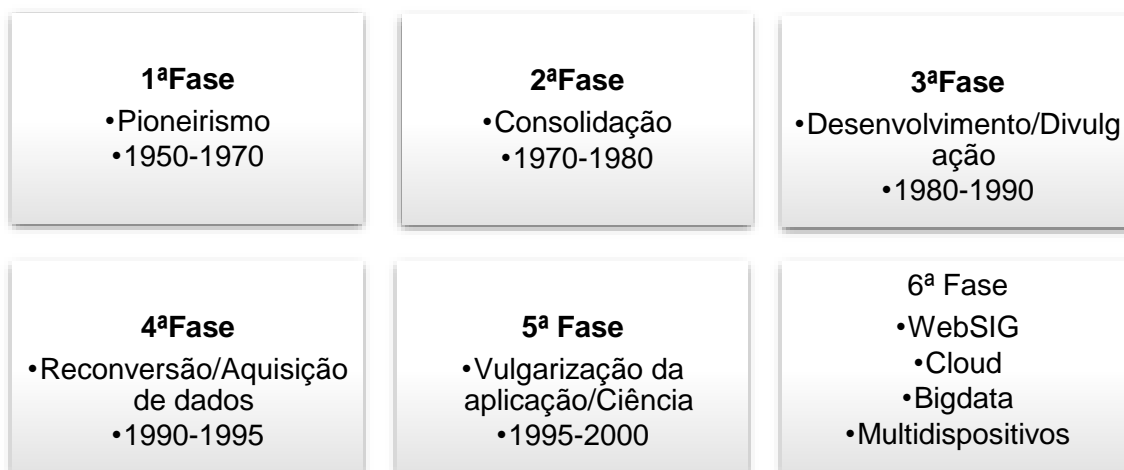 1ªFase
•Pioneirismo
•1950-1970
2ªFase
•Consolidação
•1970-1980
3ªFase
•Desenvolvimento/Divulg
ação
•1980-1990
4ªFase
•Reconversão/Aquisição
de dados
•1990-1995
5ª Fase
•Vulgarização da
aplicação/Ciência
•1995-2000
6ª Fase
•WebSIG
•Cloud
•Bigdata
•Multidispositivos